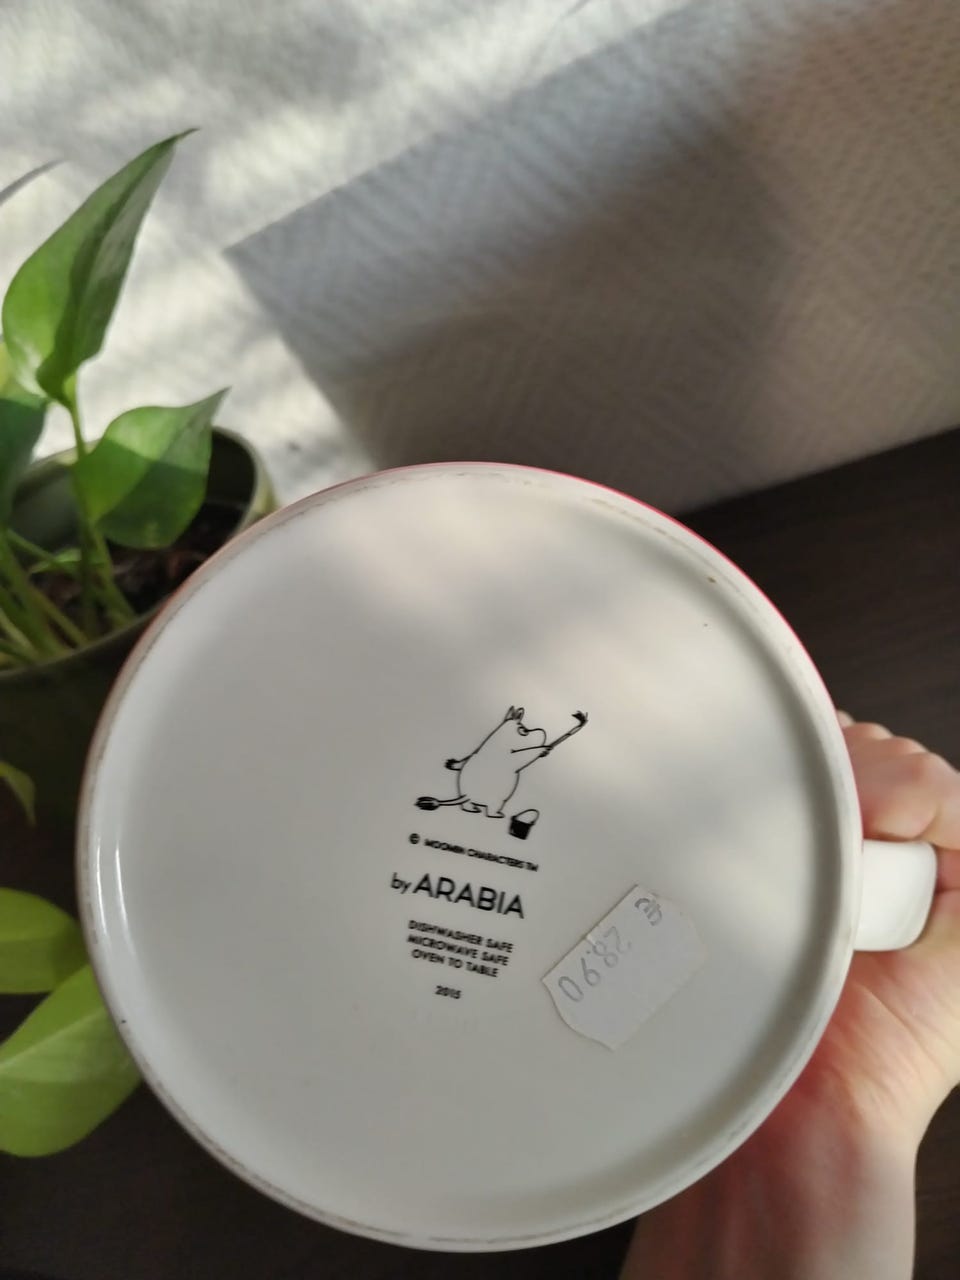 © MOOMIN CHARACTERS TM
by ARABIA
DISHWASHER SAFE
MICROWAVE SAFE
OVEN TO TABLE
2015
28.90